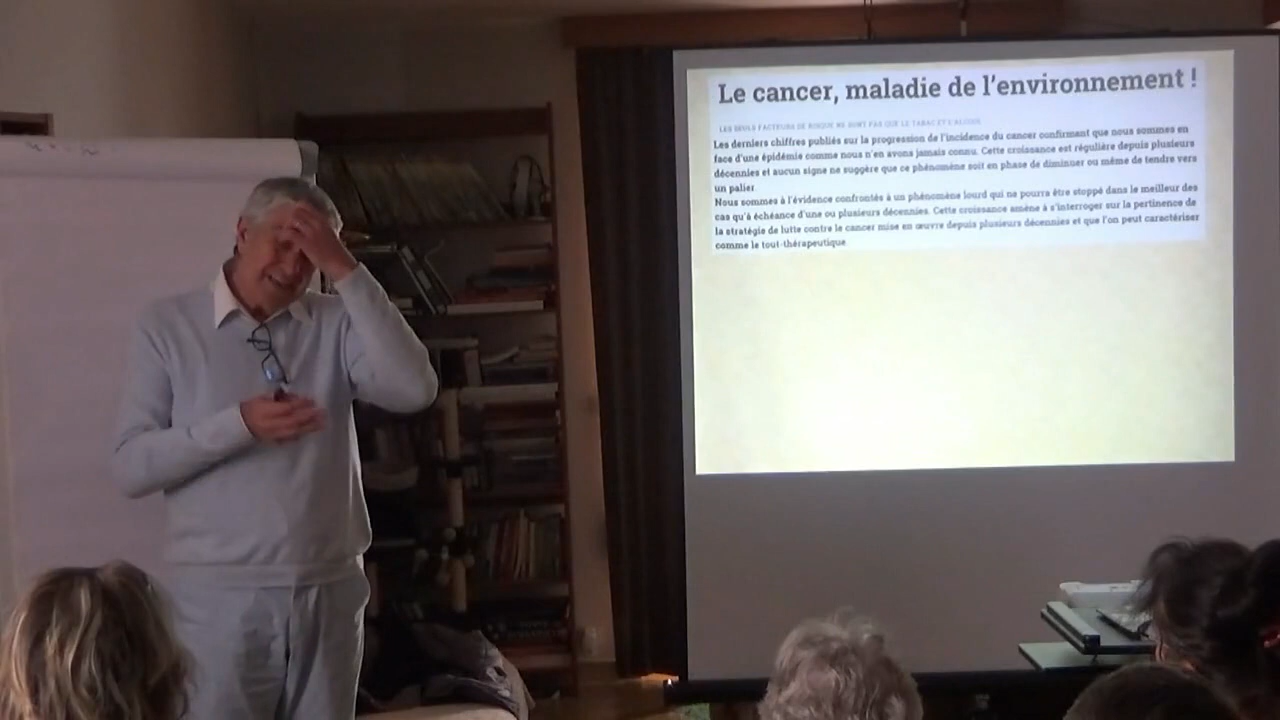 Le cancer, maladie de l'environnement !
LES SEULS FACTEURS DE RISQUE NE SONT PAS QUE LE TABAC ET L'ALCOOL
Les derniers chiffres publiés sur la progression de l'incidence du cancer confirmant que nous sommes en
face d'une épidémie comme nous n'en avons jamais connu. Cette croissance est régulière depuis plusieurs
décennies et aucun signe ne suggère que ce phénomène soit en phase de diminuer ou même de tendre vers
un palier.
Nous sommes à l'évidence confrontés à un phénomène lourd qui ne pourra être stoppé dans le meilleur des
cas qu'à échéance d'une ou plusieurs décennies. Cette croissance amène à s'interroger sur la pertinence de
la stratégie de lutte contre le cancer mise en œuvre depuis plusieurs décennies et que l'on peut caractériser
comme le tout-thérapeutique.